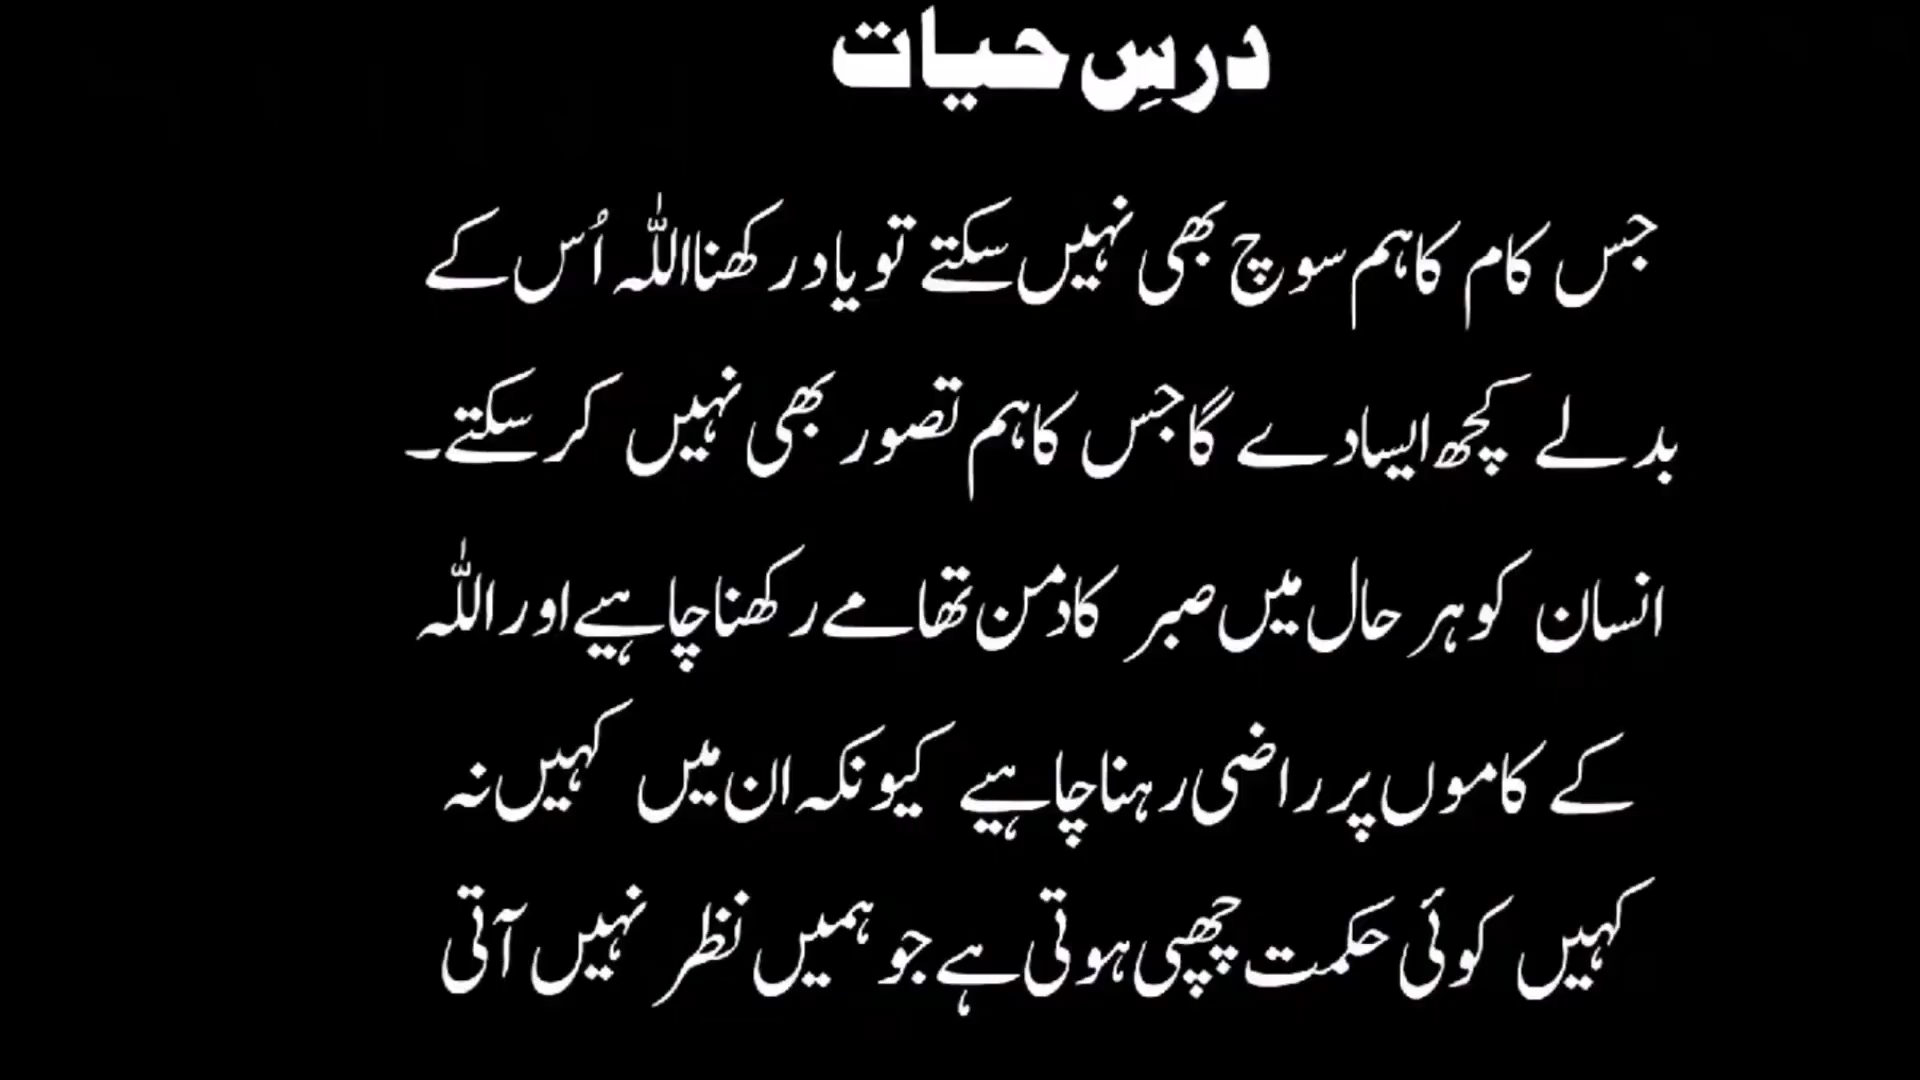 درسِ حیات
جس کام کا ہم سوچ بھی نہیں سکتے تو یاد رکھنا اللہ اُس کے
بدلے کچھ ایسا دے گا جس کا ہم تصور بھی نہیں کر سکتے۔
انسان کو ہر حال میں صبر کا دمن تھامے رکھنا چاہیے اور اللہ
کے کاموں پر راضی رہنا چاہیے کیونکہ ان میں کہیں نہ
کہیں کوئی حکمت چھپی ہوتی ہے جو ہمیں نظر نہیں آتی